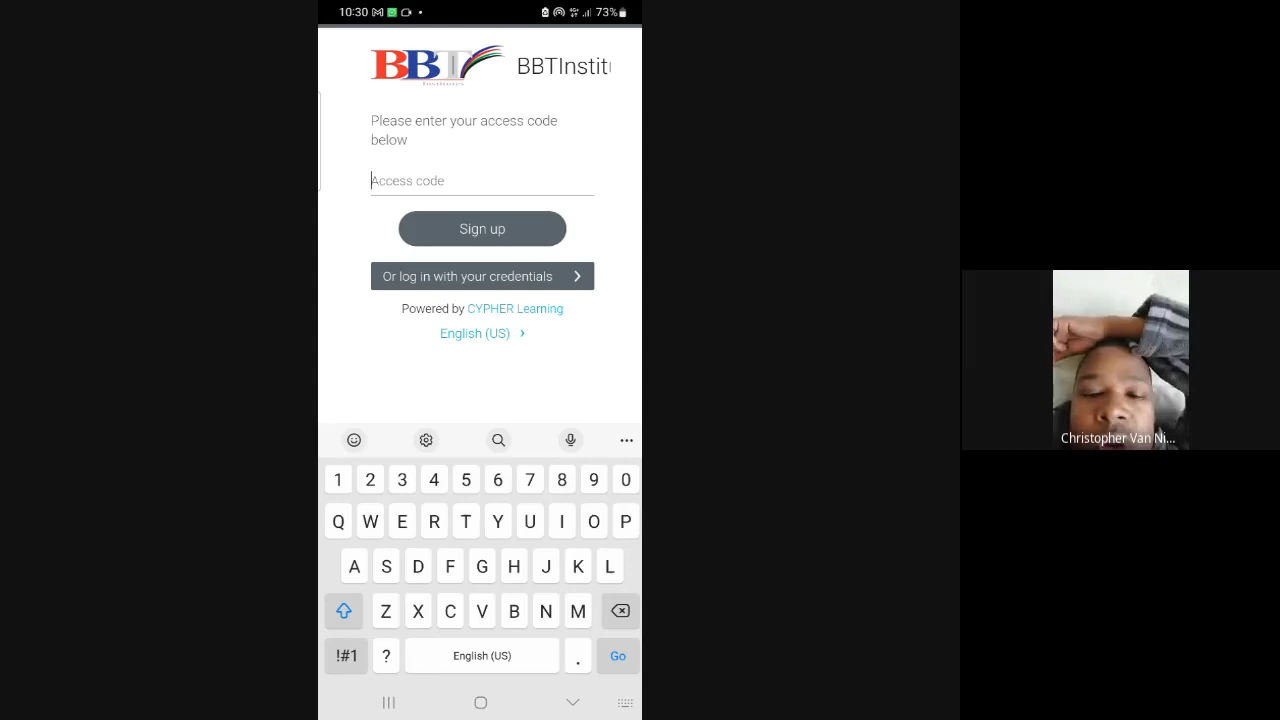 10:30 73%
BBT BBTInstit
Institutes
Please enter your access code
below
Access code
Sign up
Or log in with your credentials
Powered by CYPHER Learning
English (US)
1 2 3 4 5 6 7 8 9 0
Q W E R T Y U I O P
A S D F G H J K L
Z X C V B N M
!#1 ? English (US) . Go
Christopher Van Ni...